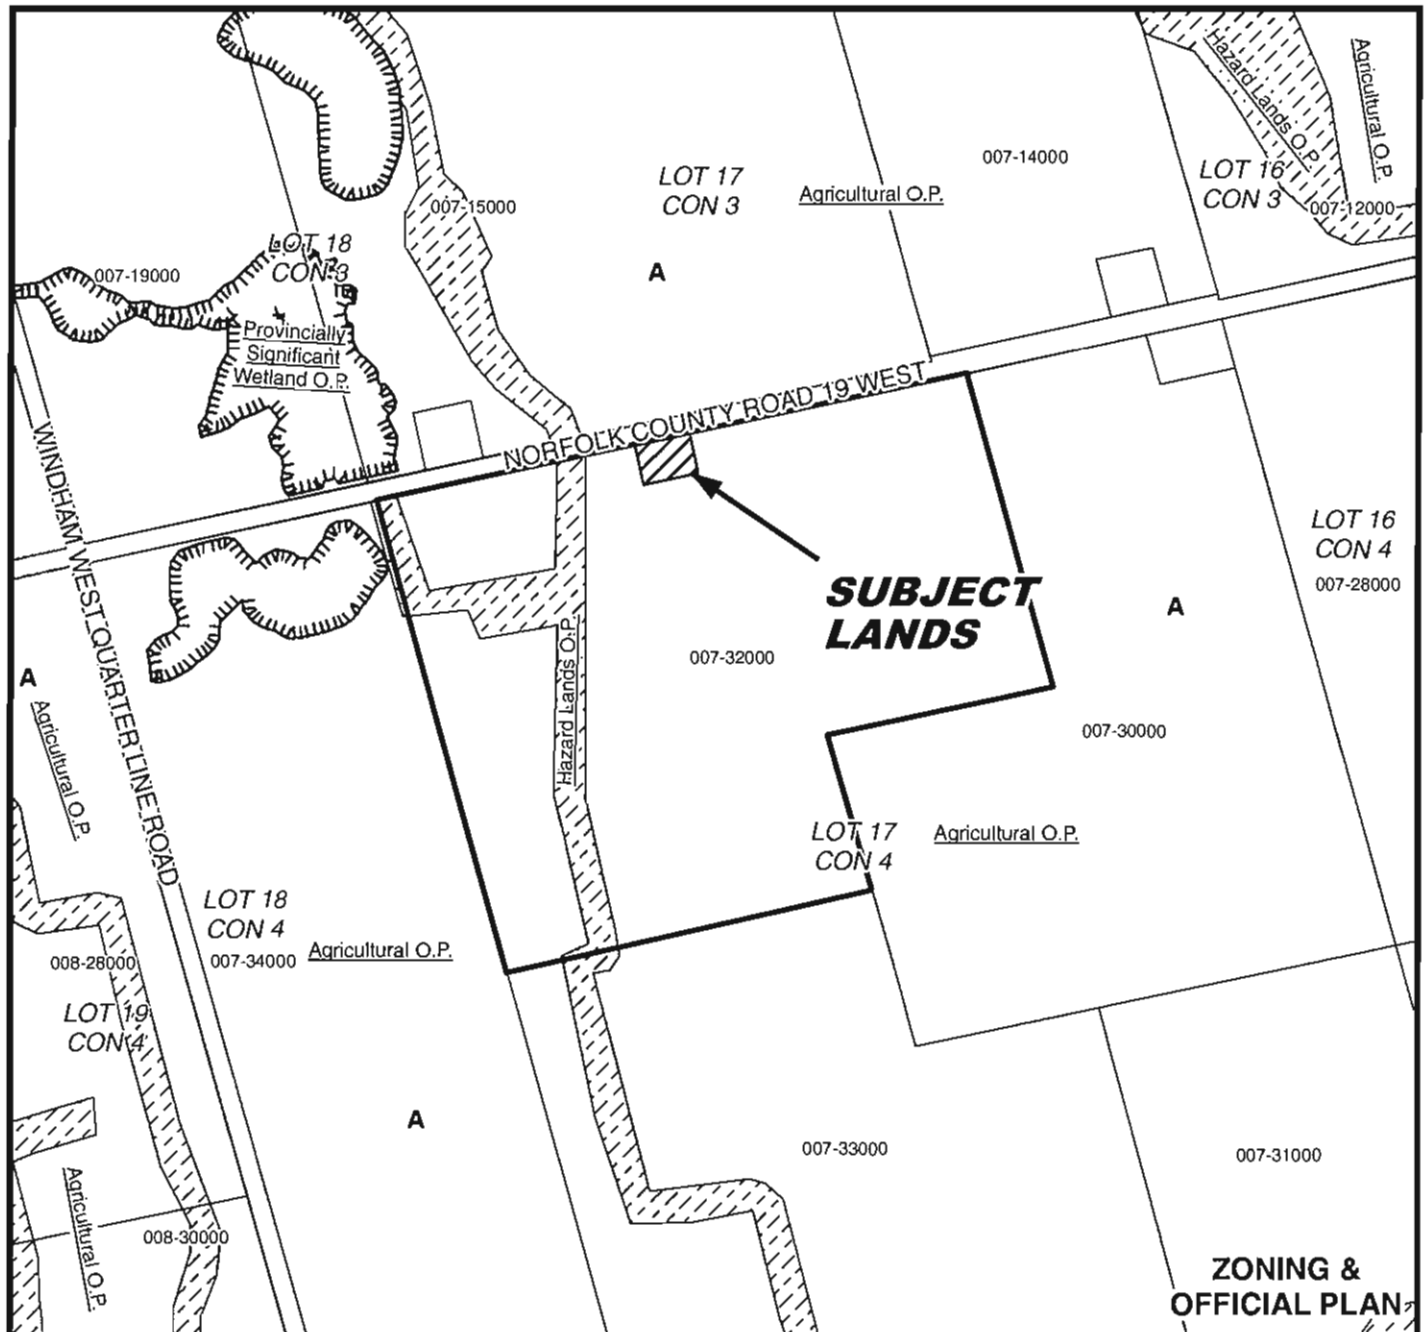 Hazard Lands O.P.
Agricultural O.P.
007-14000
LOT 17
CON 3
Agricultural O.P.
LOT 16
CON 3
007-12000
007-15000
LOT 18
CON 3
007-19000
A
Provincially
Significant
Wetland O.P.
NORFOLK COUNTY ROAD 19 WEST
WINDHAM WEST QUARTER LINE ROAD
LOT 16
CON 4
007-28000
SUBJECT
LANDS
A
007-32000
Hazard Lands O.P.
A
Agricultural O.P.
007-30000
LOT 17
CON 4
Agricultural O.P.
LOT 18
CON 4
007-34000
Agricultural O.P.
008-28000
LOT 19
CON 4
A
007-33000
007-31000
Agricultural O.P.
008-30000
ZONING &
OFFICIAL PLAN